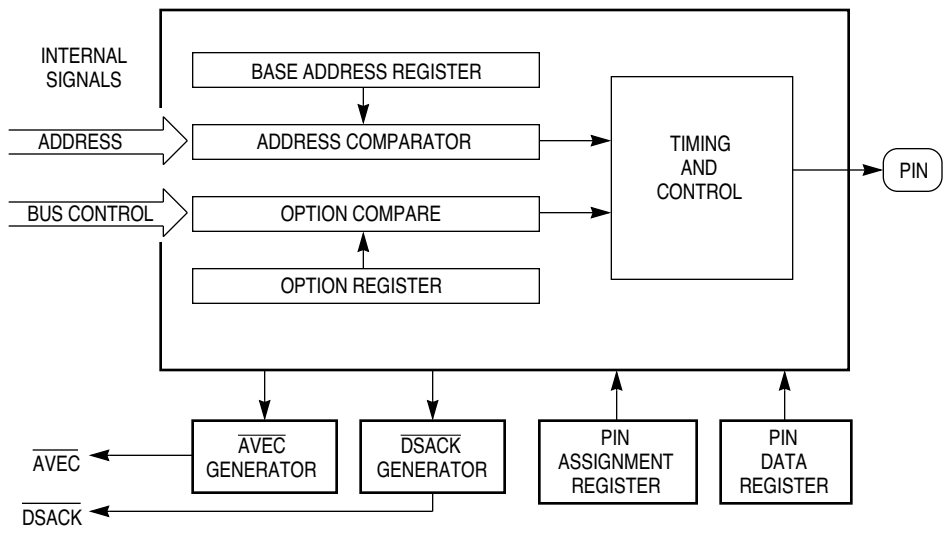 INTERNAL
SIGNALS
BASE ADDRESS REGISTER
ADDRESS
ADDRESS COMPARATOR
TIMING
AND
CONTROL
PIN
BUS CONTROL
OPTION COMPARE
OPTION REGISTER
AVEC
GENERATOR
DSACK
GENERATOR
PIN
ASSIGNMENT
REGISTER
PIN
DATA
REGISTER
AVEC
DSACK